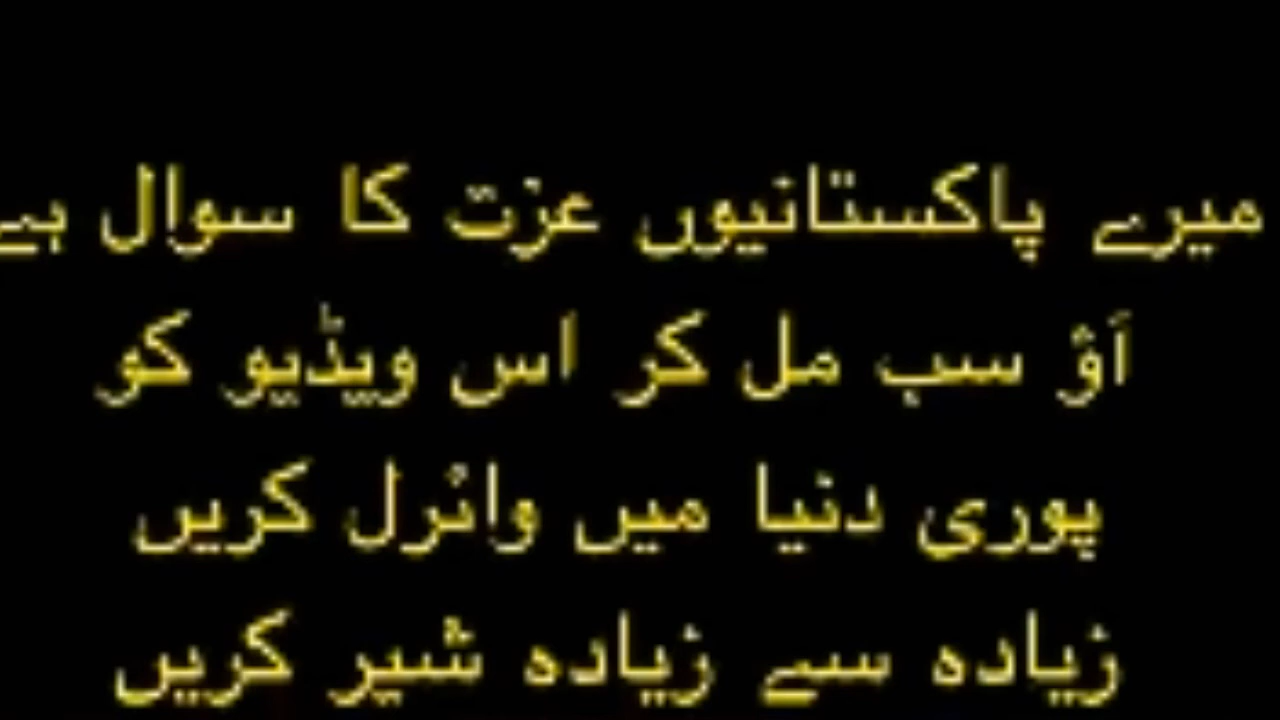 میرے پاکستانیوں عزت کا سوال ہے
آؤ سب مل کر اس ویڈیو کو
پوری دنیا میں وائرل کریں
زیادہ سے زیادہ شیر کریں